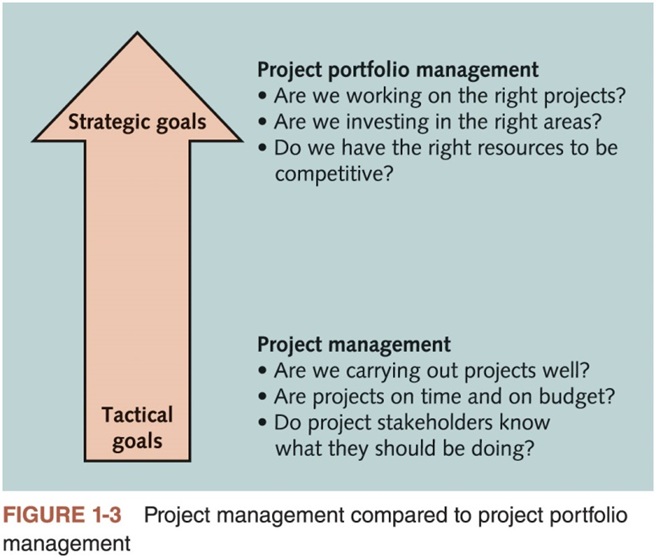 Strategic goals
Project portfolio management
• Are we working on the right projects?
• Are we investing in the right areas?
• Do we have the right resources to be
competitive?
Project management
• Are we carrying out projects well?
• Are projects on time and on budget?
• Do project stakeholders know
what they should be doing?
Tactical
goals
FIGURE 1-3 Project management compared to project portfolio
management